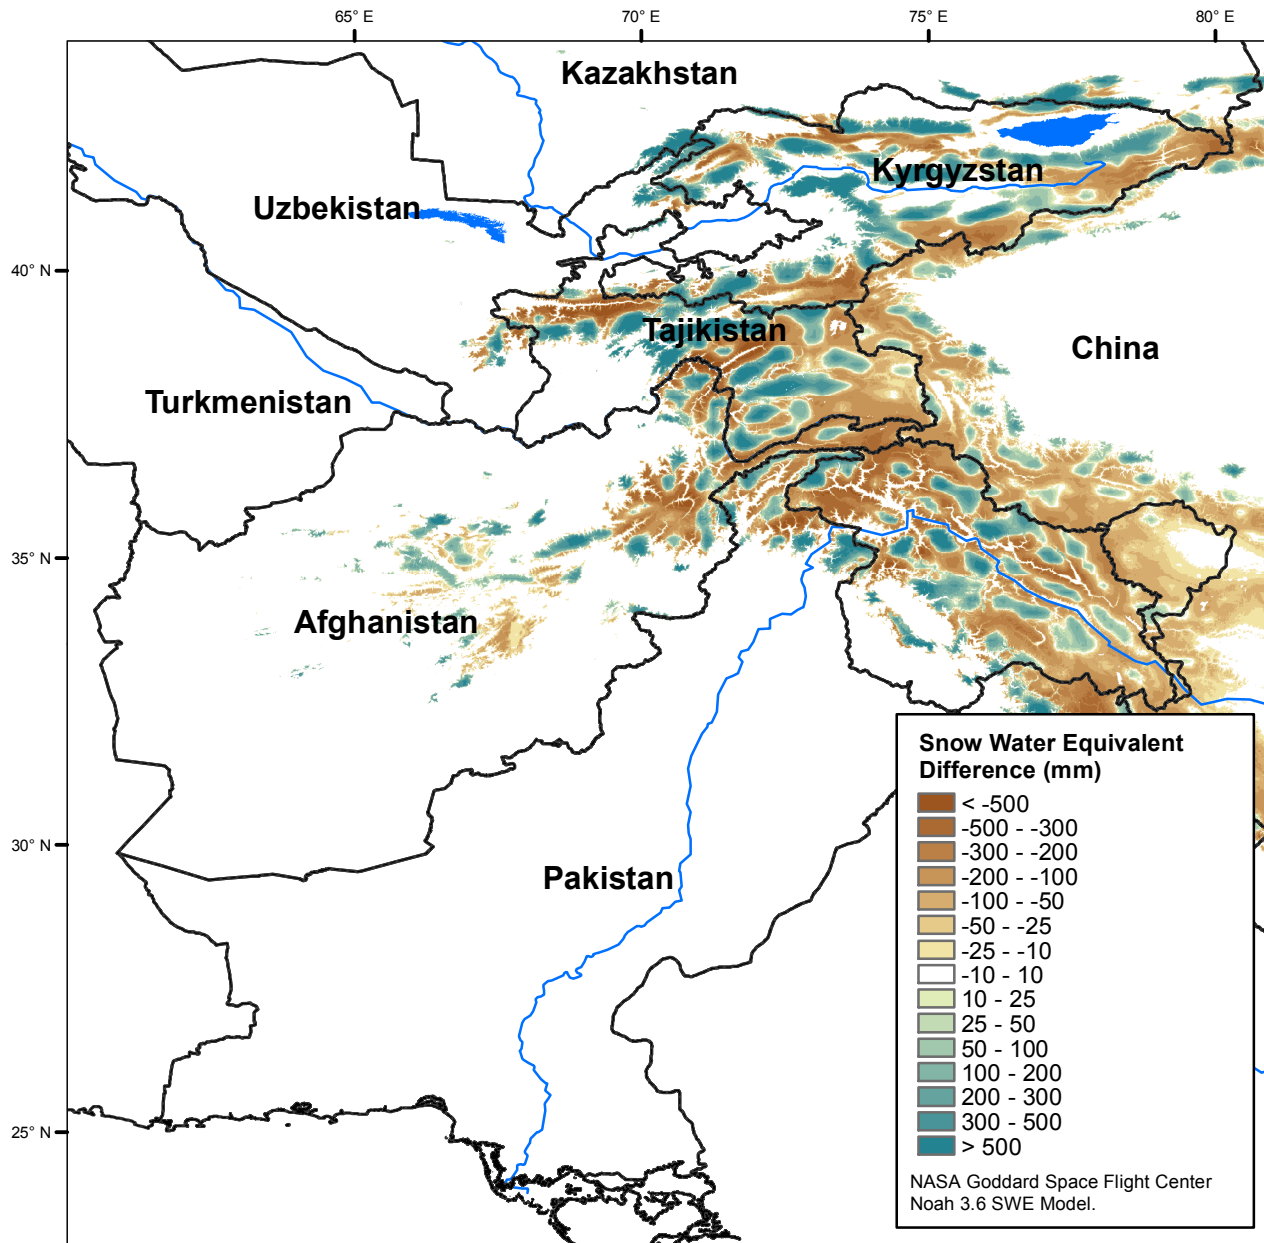 65° E
70° E
75° E
80° E
Kazakhstan
Kyrgyzstan
Uzbekistan
40° N
Tajikistan
China
Turkmenistan
35° N
Afghanistan
30° N
Pakistan
25° N
Snow Water Equivalent
Difference (mm)
< -500
-500 - -300
-300 - -200
-200 - -100
-100 - -50
-50 - -25
-25 - -10
-10 - 10
10 - 25
25 - 50
50 - 100
100 - 200
200 - 300
300 - 500
> 500
NASA Goddard Space Flight Center
Noah 3.6 SWE Model.